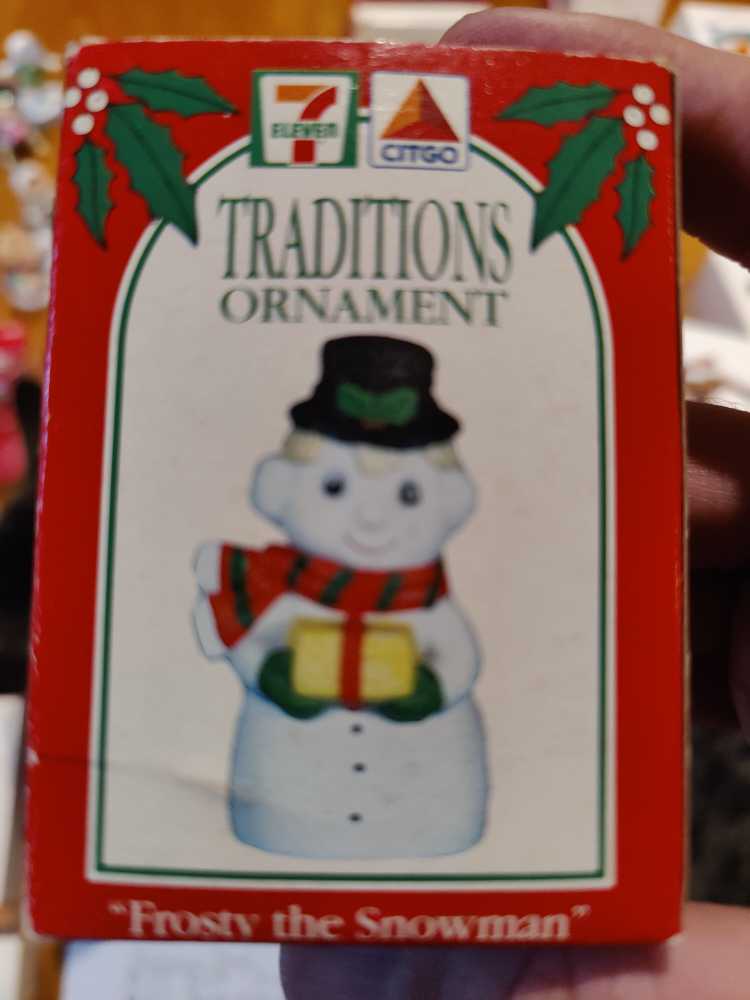 7
ELEVEN
CITGO
TRADITIONS
ORNAMENT
"Frosty the Snowman"